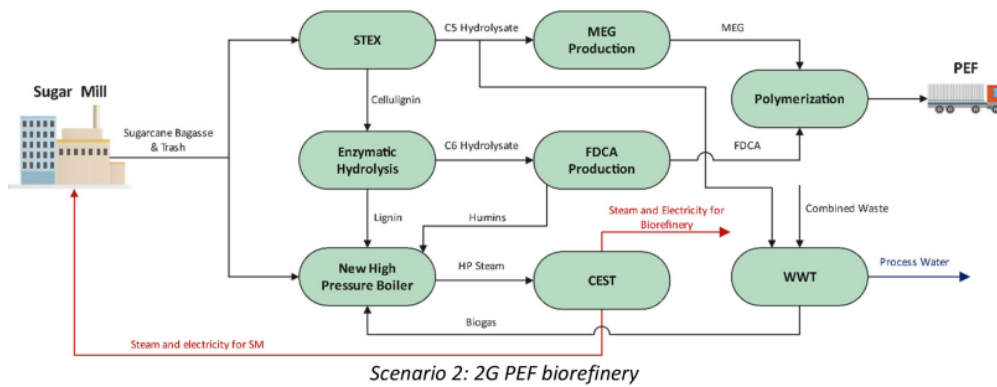 STEX
C5 Hydrolysate
MEG
Production
MEG
PEF
Sugar Mill
Cellulignin
Polymerization
Sugarcane Bagasse
& Trash
Enzymatic
Hydrolysis
C6 Hydrolysate
FDCA
Production
FDCA
Lignin
Humins
Steam and Electricity for
Biorefinery
Combined Waste
New High
Pressure Boiler
HP Steam
CEST
WWT
Process Water
Biogas
Steam and electricity for SM
Scenario 2: 2G PEF biorefinery